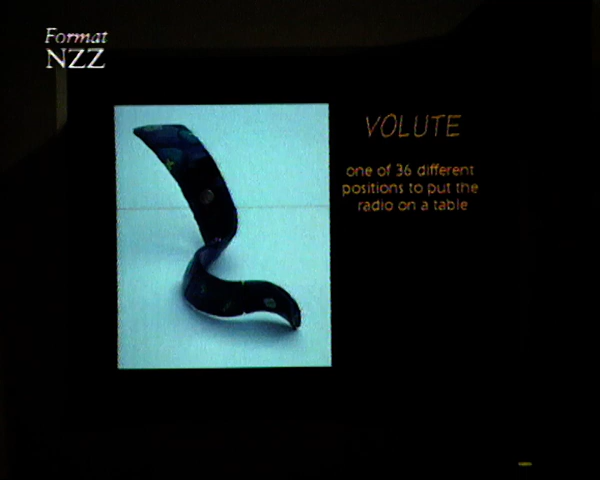 Format
NZZ
VOLUTE
one of 36 different
positions to put the
radio on a table